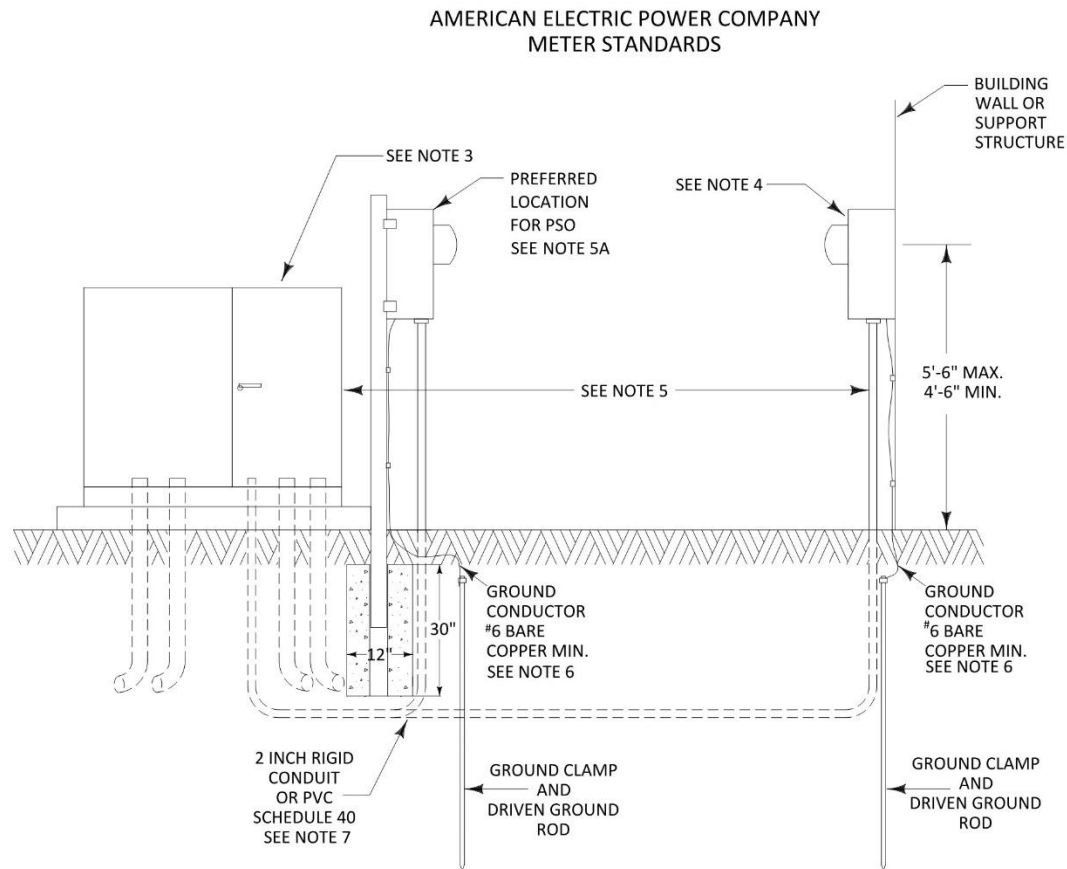 AMERICAN ELECTRIC POWER COMPANY
METER STANDARDS
BUILDING
WALL OR
SUPPORT
STRUCTURE
SEE NOTE 3
PREFERRED
LOCATION
FOR PSO
SEE NOTE 5A
SEE NOTE 4
SEE NOTE 5
5'-6" MAX.
4'-6" MIN.
30"
12"
GROUND
CONDUCTOR
#6 BARE
COPPER MIN.
SEE NOTE 6
GROUND
CONDUCTOR
#6 BARE
COPPER MIN.
SEE NOTE 6
2 INCH RIGID
CONDUIT
OR PVC
SCHEDULE 40
SEE NOTE 7
GROUND CLAMP
AND
DRIVEN GROUND
ROD
GROUND CLAMP
AND
DRIVEN GROUND
ROD